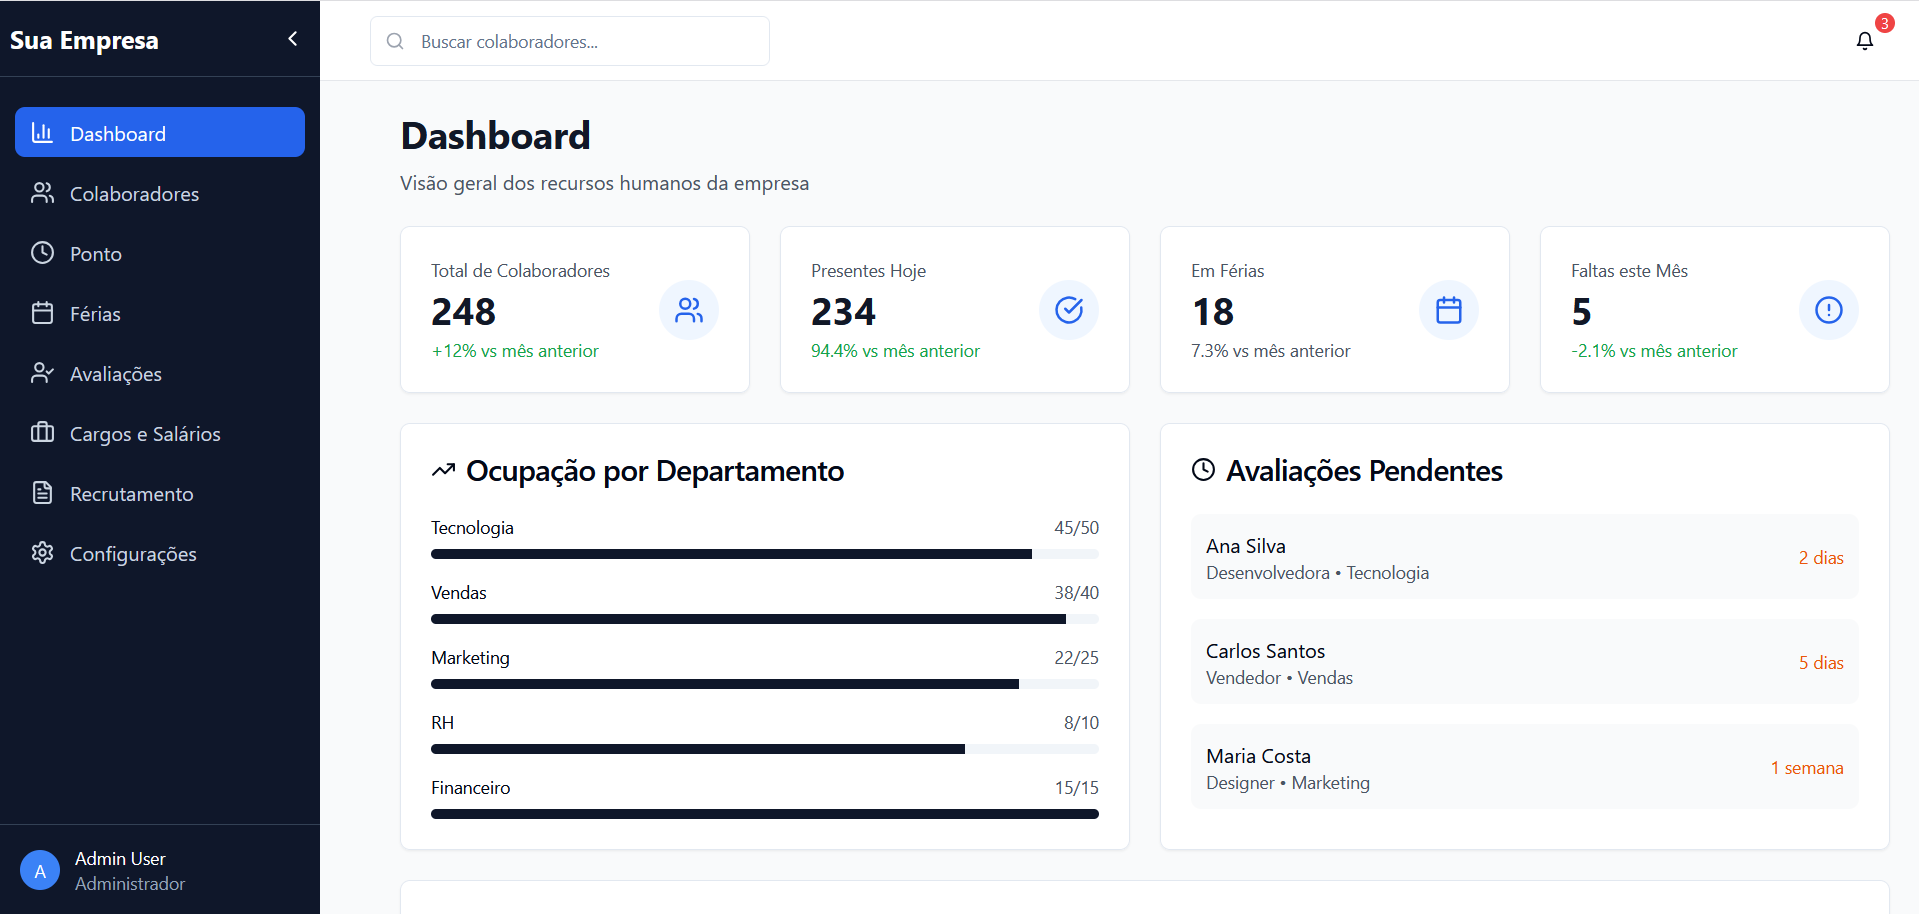 Sua Empresa
Dashboard
Colaboradores
Ponto
Férias
Avaliações
Cargos e Salários
Recrutamento
Configurações
Admin User
Administrador
A
Buscar colaboradores...
3
Dashboard
Visão geral dos recursos humanos da empresa
Total de Colaboradores
248
+12% vs mês anterior
Presentes Hoje
234
94.4% vs mês anterior
Em Férias
18
7.3% vs mês anterior
Faltas este Mês
5
-2.1% vs mês anterior
Ocupação por Departamento
Tecnologia 45/50
Vendas 38/40
Marketing 22/25
RH 8/10
Financeiro 15/15
Avaliações Pendentes
Ana Silva
Desenvolvedora • Tecnologia
2 dias
Carlos Santos
Vendedor • Vendas
5 dias
Maria Costa
Designer • Marketing
1 semana